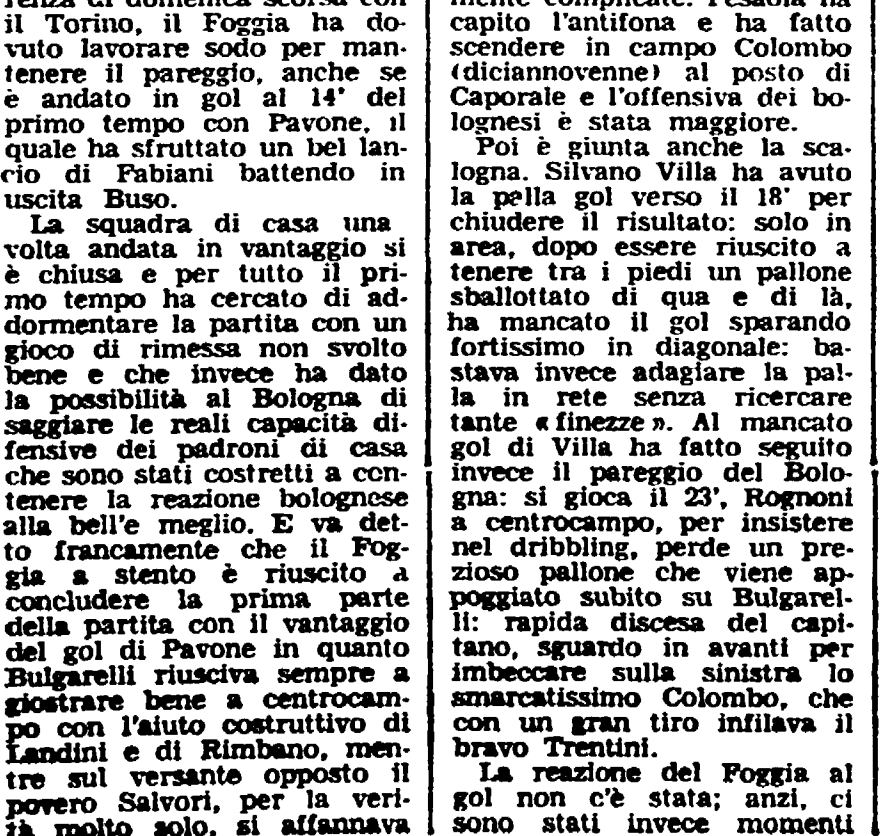 renza di domenica scorsa con
il Torino, il Foggia ha do-
vuto lavorare sodo per man-
tenere il pareggio, anche se
è andato in gol al 14' del
primo tempo con Pavone, il
quale ha sfruttato un bel lan-
cio di Fabiani battendo in
uscita Buso.
La squadra di casa una
volta andata in vantaggio si
è chiusa e per tutto il pri-
mo tempo ha cercato di ad-
dormentare la partita con un
gioco di rimessa non svolto
bene e che invece ha dato
la possibilità al Bologna di
saggiare le reali capacità di-
fensive dei padroni di casa
che sono stati costretti a con-
tenere la reazione bolognese
alla bell'e meglio. E va det-
to francamente che il Fog-
gia a stento è riuscito a
concludere la prima parte
della partita con il vantaggio
del gol di Pavone in quanto
Bulgarelli riusciva sempre a
giostrare bene a centrocam-
po con l'aiuto costruttivo di
Landini e di Rimbano, men-
tre sul versante opposto il
povero Salvori, per la veri-
tà molto solo, si affannava
mente complicate. Pesaola ha
capito l'antifona e ha fatto
scendere in campo Colombo
(diciannovenne) al posto di
Caporale e l'offensiva dei bo-
lognesi è stata maggiore.
Poi è giunta anche la sca-
logna. Silvano Villa ha avuto
la palla gol verso il 18' per
chiudere il risultato: solo in
area, dopo essere riuscito a
tenere tra i piedi un pallone
sballottato di qua e di là,
ha mancato il gol sparando
fortissimo in diagonale: ba-
stava invece adagiare la pal-
la in rete senza ricercare
tante « finezze ». Al mancato
gol di Villa ha fatto seguito
invece il pareggio del Bolo-
gna: si gioca il 23', Rognoni
a centrocampo, per insistere
nel dribbling, perde un pre-
zioso pallone che viene ap-
poggiato subito su Bulgarel-
li: rapida discesa del capi-
tano, sguardo in avanti per
imbeccare sulla sinistra lo
smarcatissimo Colombo, che
con un gran tiro infilava il
bravo Trentini.
La reazione del Foggia al
gol non c'è stata; anzi, ci
sono stati invece momenti